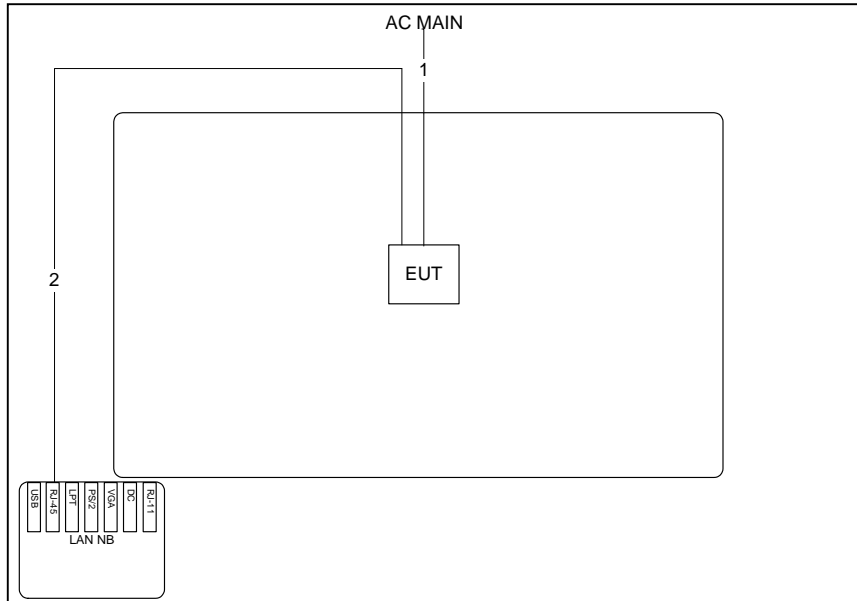 AC MAIN
1
EUT
2
USB
RJ-45
LPT
PS/2
VGA
DC
RJ-11
LAN NB